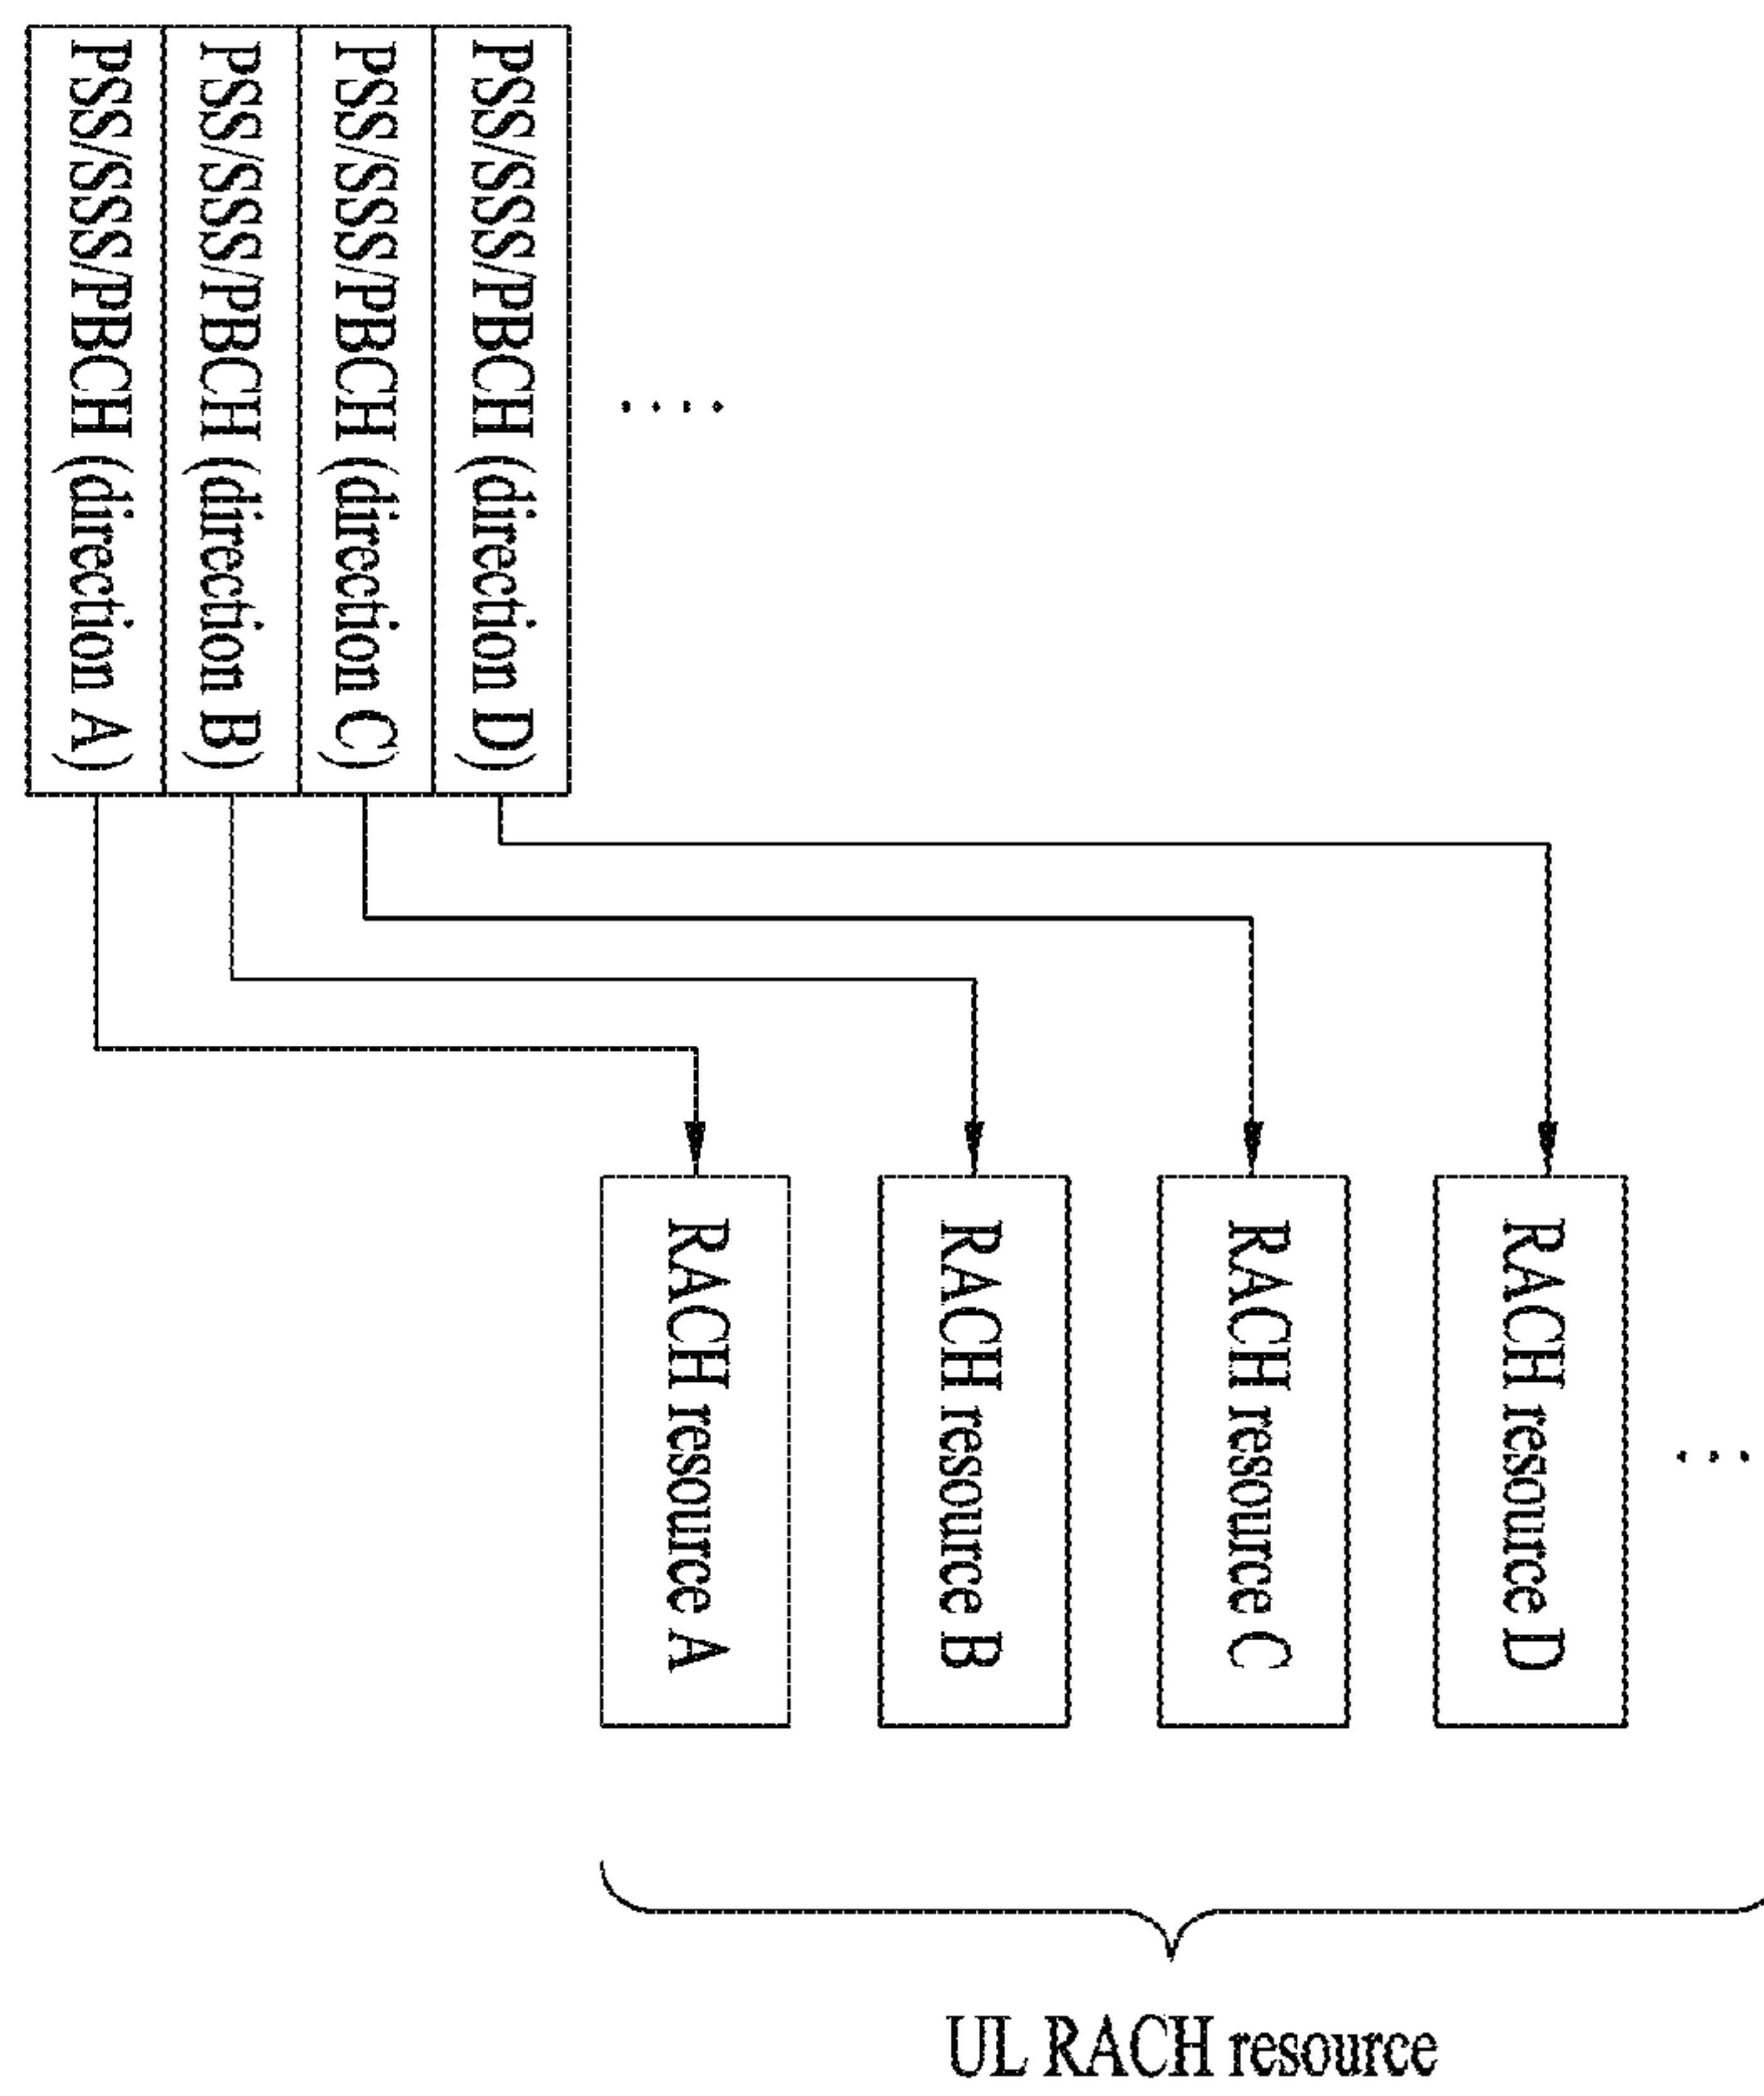 PSS/SSS/PBCH (direction A)
PSS/SSS/PBCH (direction B)
PSS/SSS/PBCH (direction C)
PSS/SSS/PBCH (direction D)
....
RACH resource A
RACH resource B
RACH resource C
RACH resource D
...
UL RACH resource